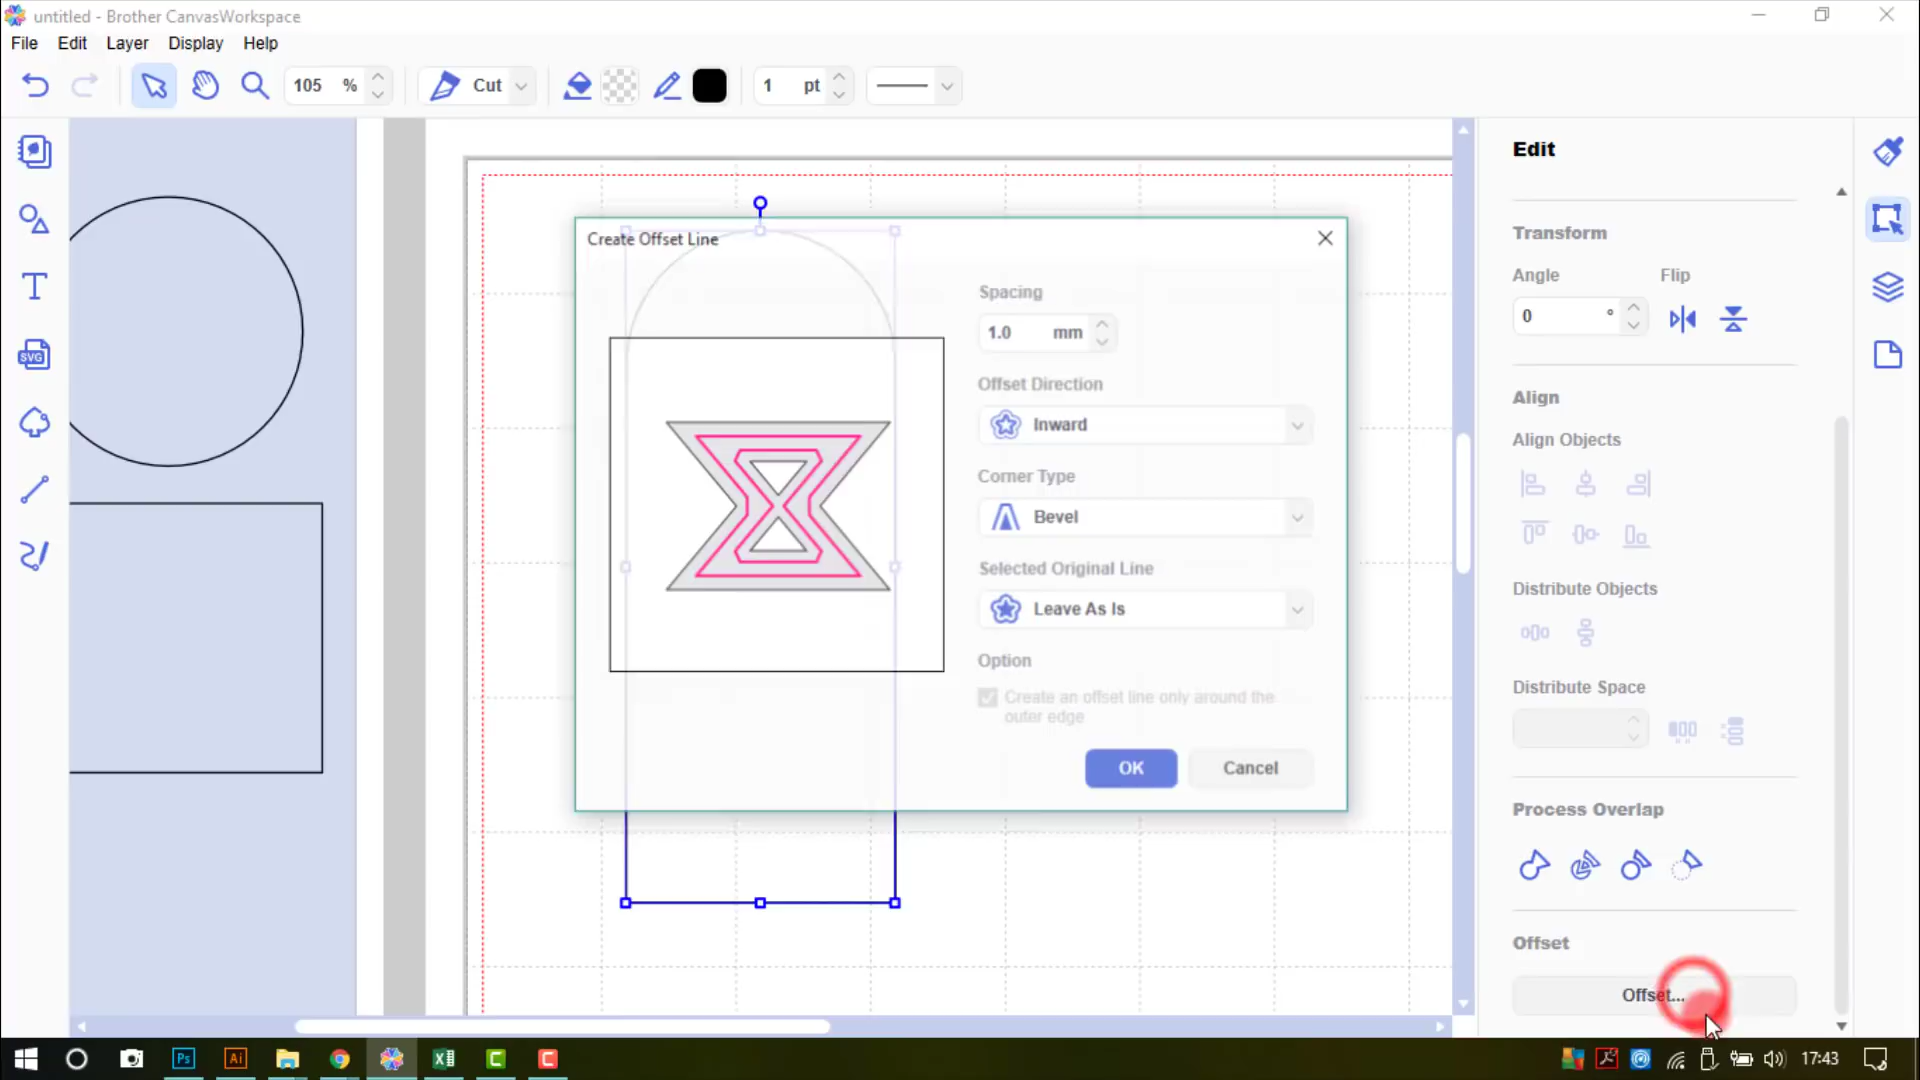 untitled - Brother CanvasWorkspace
File Edit Layer Display Help
105 % Cut 1 pt
SVG
Create Offset Line
Spacing
1.0 mm
Offset Direction
Inward
Corner Type
Bevel
Selected Original Line
Leave As Is
Option
Create an offset line only around the
outer edge
OK Cancel
Edit
Transform
Angle Flip
0 °
Align
Align Objects
Distribute Objects
Distribute Space
Process Overlap
Offset
Offset...
Ps Ai 17:43